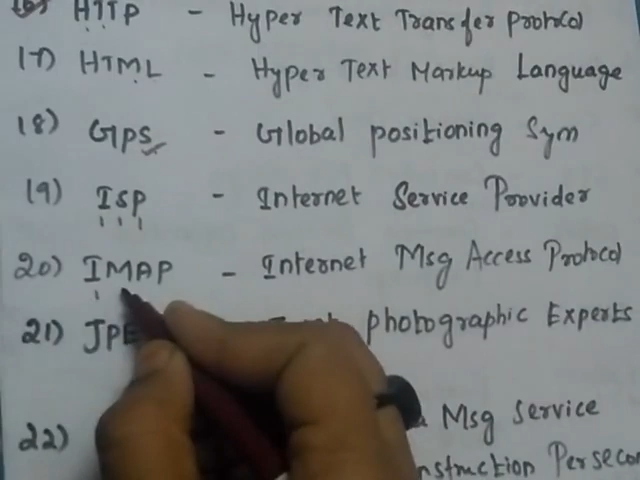 16) HTTP - Hyper Text Transfer protocol
17) HTML - Hyper Text Markup Language
18) GPS - Global positioning Sym
19) ISP - Internet Service Provider
20) IMAP - Internet Msg Access Protocol
21) JPE photographic Experts
22) Msg Service
nstruction Persecon